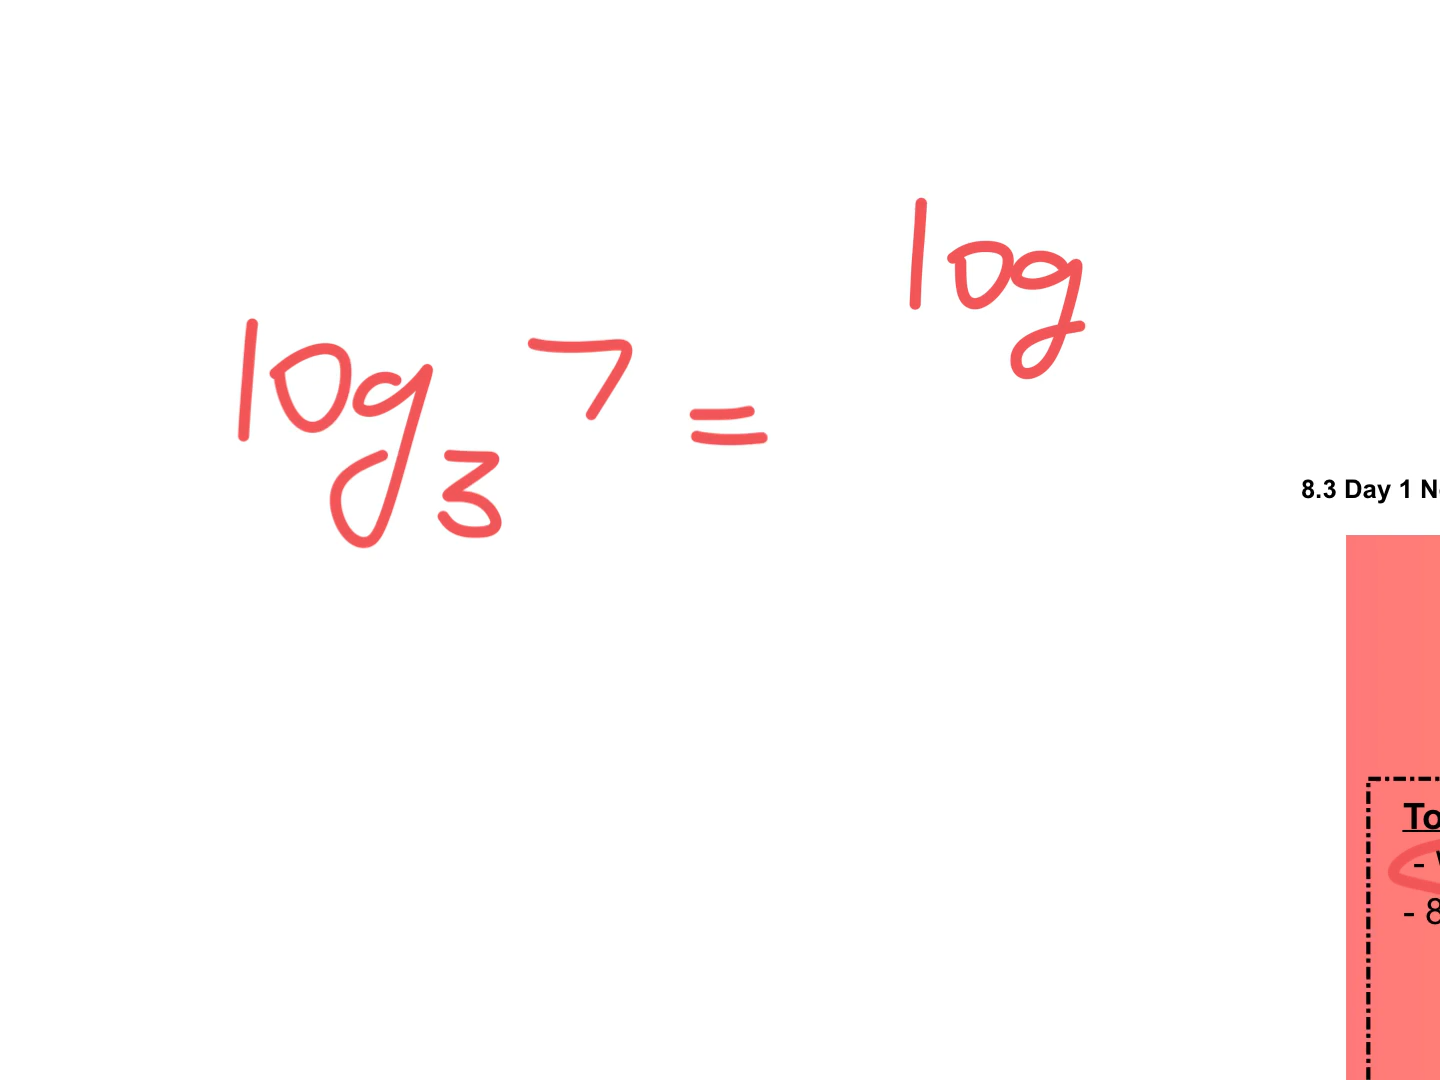 log₃ 7 = log
8.3 Day 1
To
-
- 8